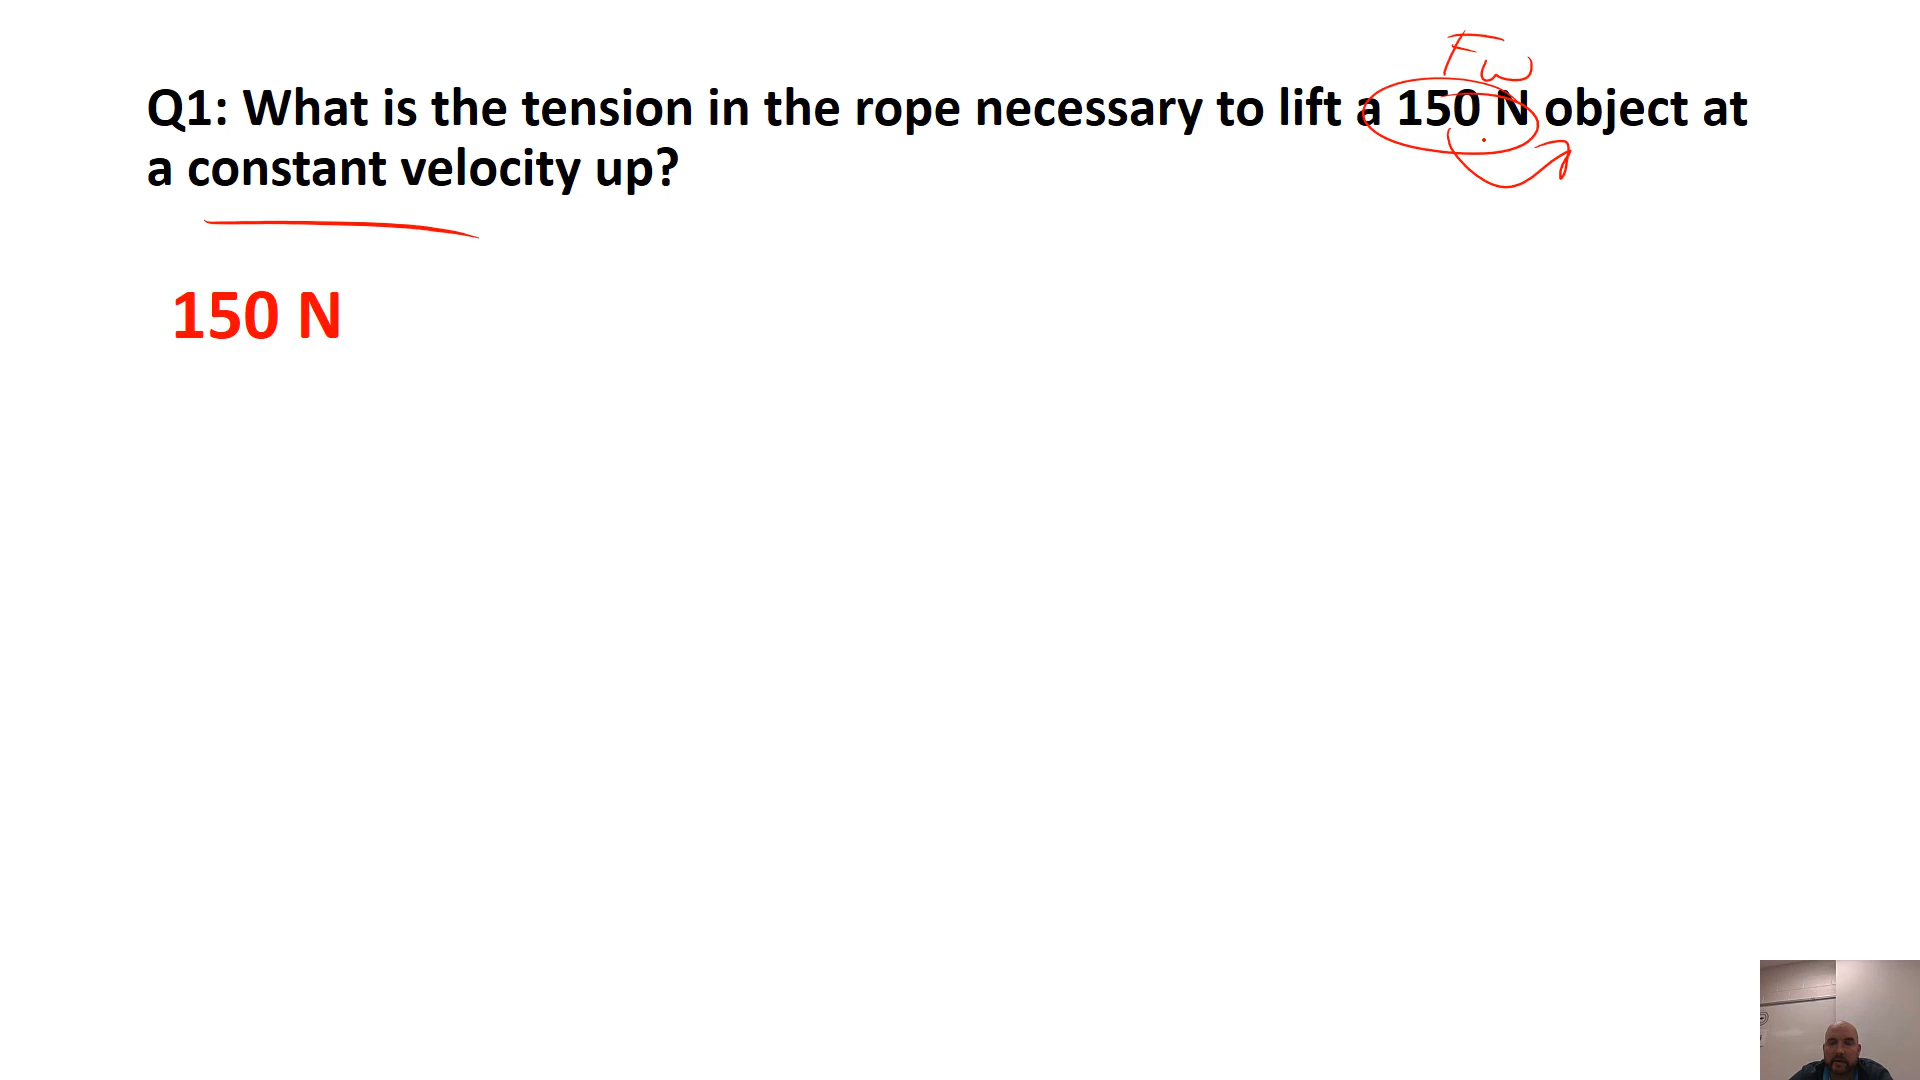 Fw
Q1: What is the tension in the rope necessary to lift a 150 N object at
a constant velocity up?
150 N